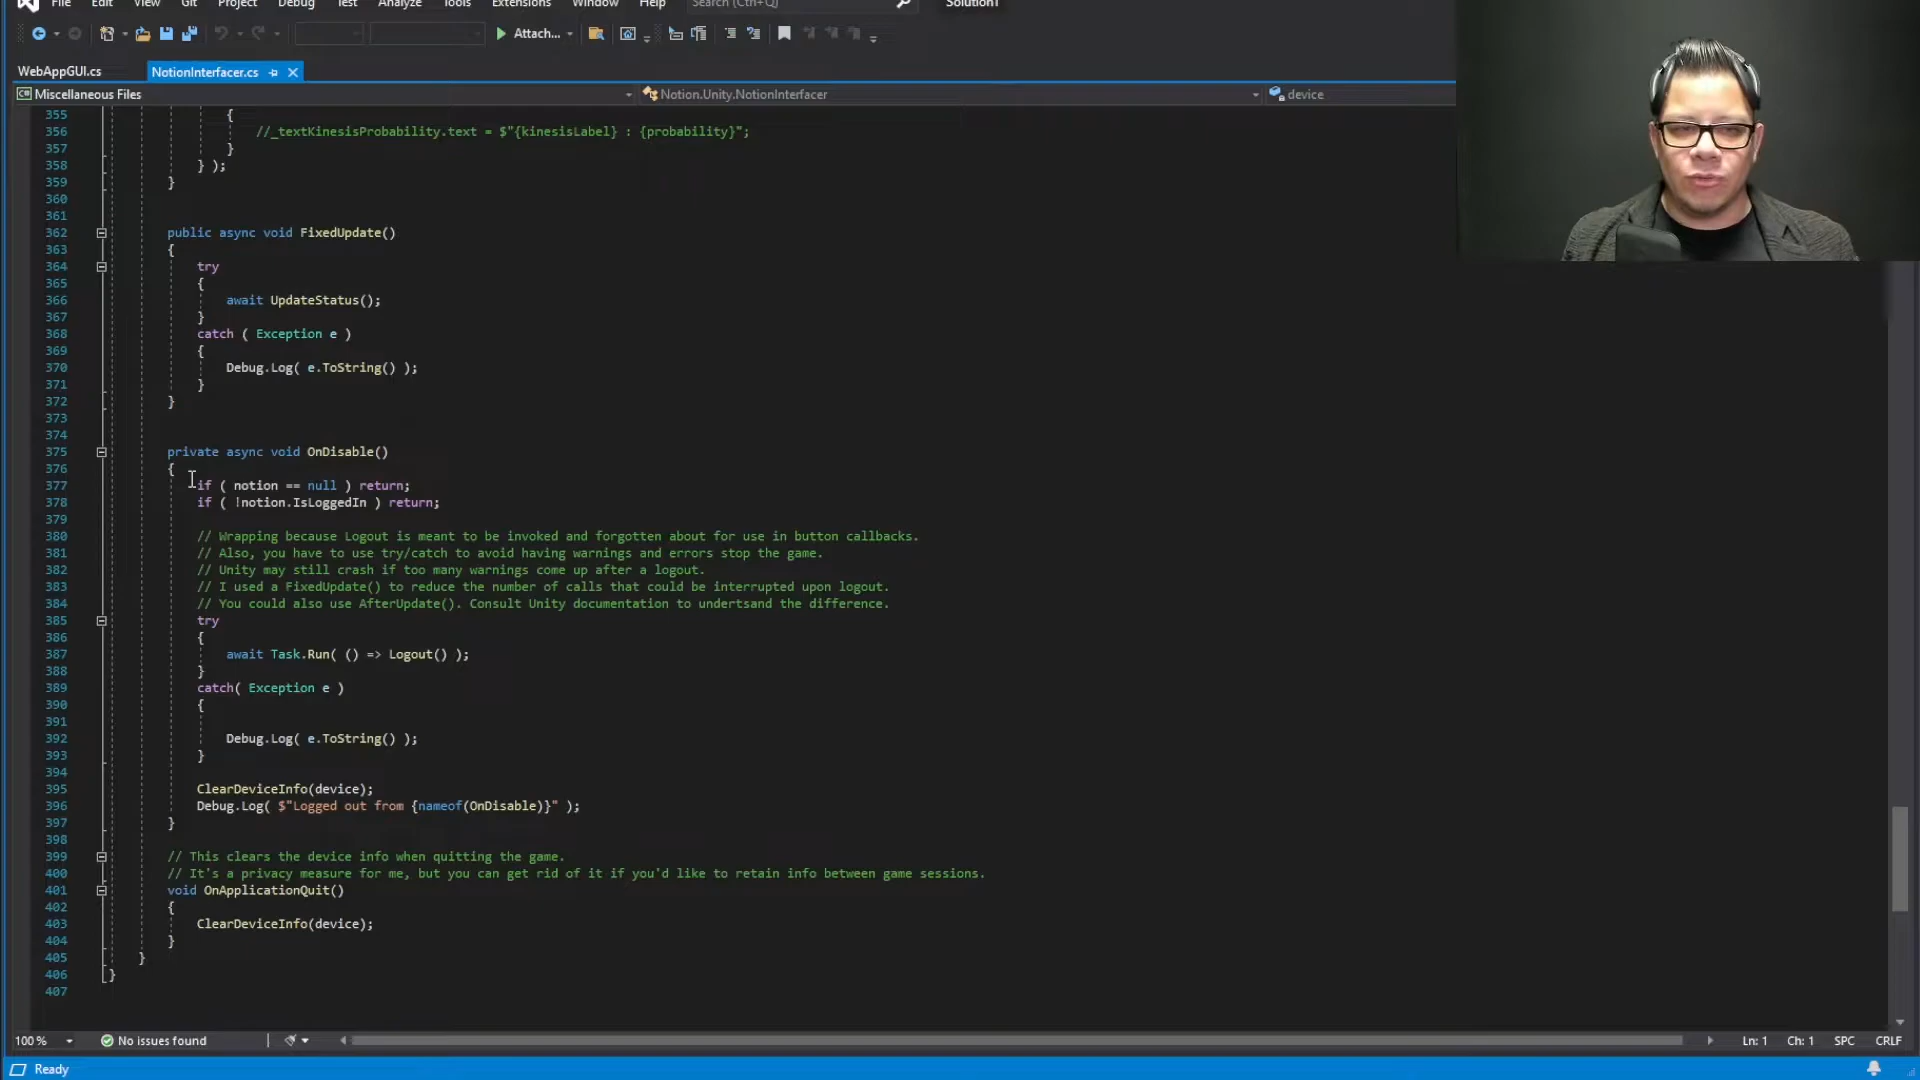 File Edit View Git Project Debug Test Analyze Tools Extensions Window Help Search (Ctrl+Q) Solution1
Attach...
WebAppGUI.cs NotionInterfacer.cs
Miscellaneous Files Notion.Unity.NotionInterfacer device
355 {
356 //_textKinesisProbability.text = $"{kinesisLabel} : {probability}";
357 }
358 } );
359 }
360
361
362 public async void FixedUpdate()
363 {
364 try
365 {
366 await UpdateStatus();
367 }
368 catch ( Exception e )
369 {
370 Debug.Log( e.ToString() );
371 }
372 }
373
374
375 private async void OnDisable()
376 {
377 if ( notion == null ) return;
378 if ( !notion.IsLoggedIn ) return;
379
380 // Wrapping because Logout is meant to be invoked and forgotten about for use in button callbacks.
381 // Also, you have to use try/catch to avoid having warnings and errors stop the game.
382 // Unity may still crash if too many warnings come up after a logout.
383 // I used a FixedUpdate() to reduce the number of calls that could be interrupted upon logout.
384 // You could also use AfterUpdate(). Consult Unity documentation to undertsand the difference.
385 try
386 {
387 await Task.Run( () => Logout() );
388 }
389 catch( Exception e )
390 {
391
392 Debug.Log( e.ToString() );
393 }
394
395 ClearDeviceInfo(device);
396 Debug.Log( $"Logged out from {nameof(OnDisable)}" );
397 }
398
399 // This clears the device info when quitting the game.
400 // It's a privacy measure for me, but you can get rid of it if you'd like to retain info between game sessions.
401 void OnApplicationQuit()
402 {
403 ClearDeviceInfo(device);
404 }
405 }
406 }
407
100 % No issues found Ln: 1 Ch: 1 SPC CRLF
Ready